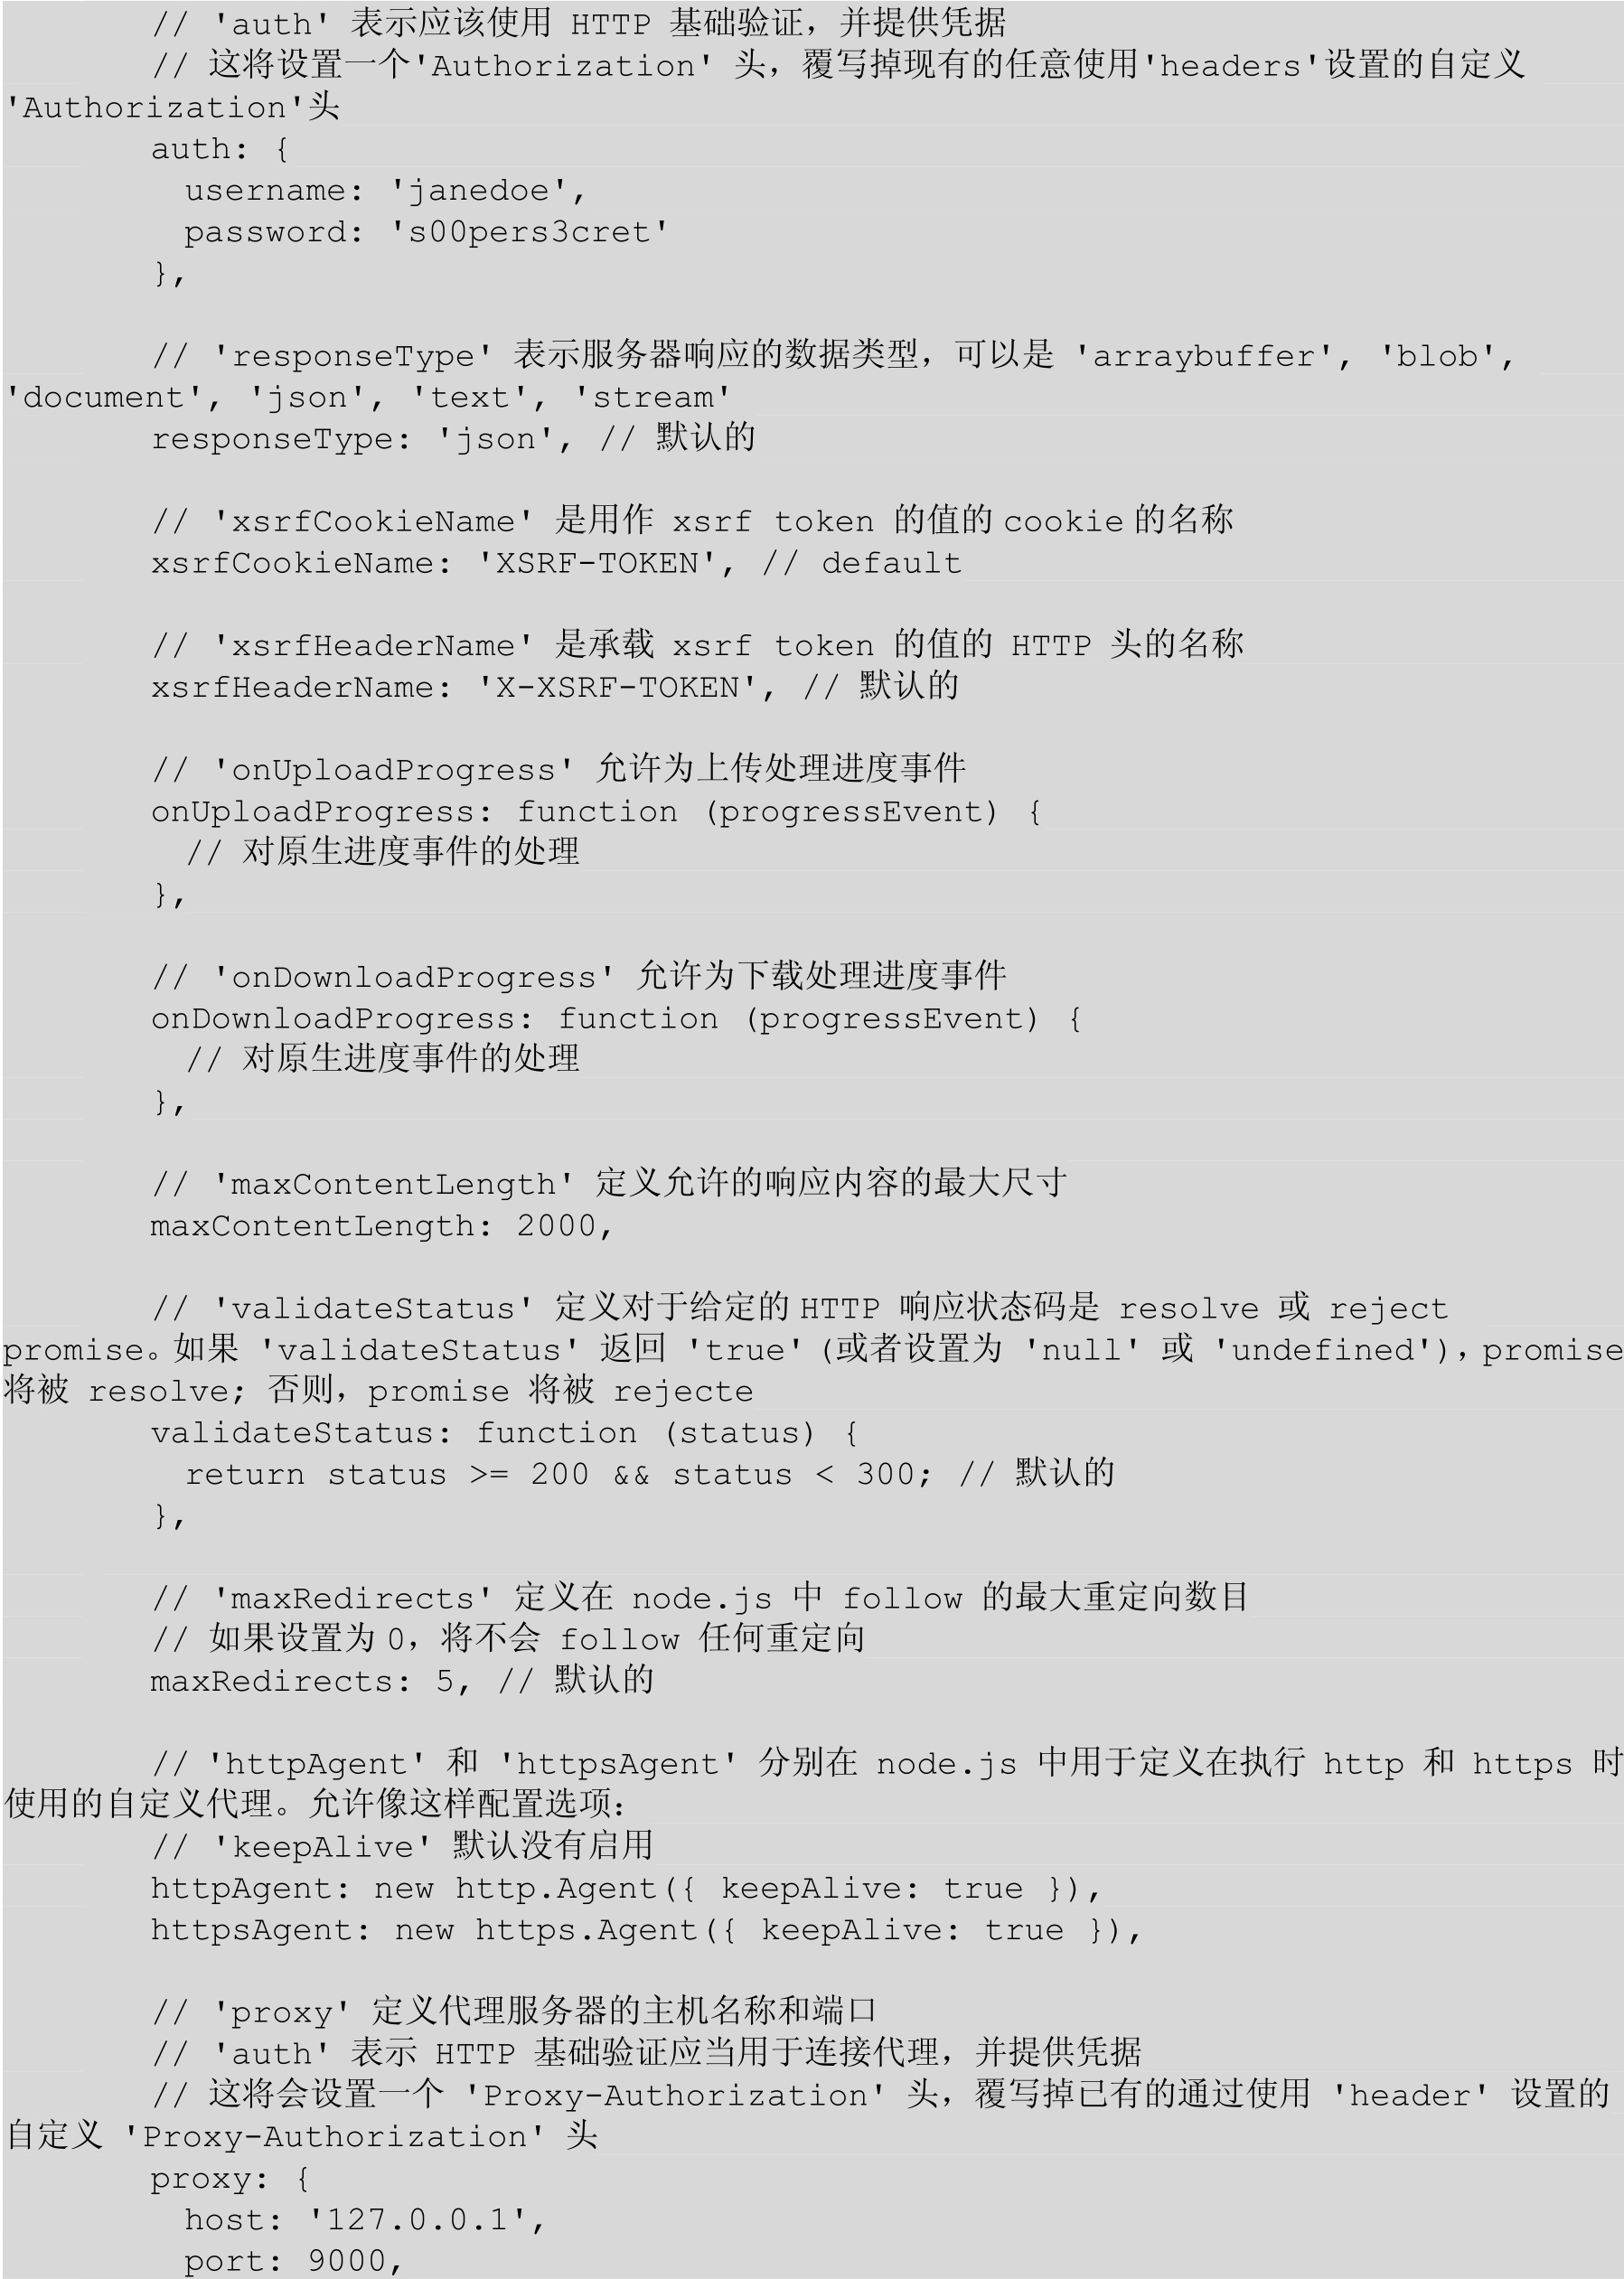 // 'auth' 表示应该使用 HTTP 基础验证，并提供凭据
// 这将设置一个'Authorization' 头，覆写掉现有的任意使用'headers'设置的自定义
'Authorization'头
auth: {
username: 'janedoe',
password: 's00pers3cret'
},
// 'responseType' 表示服务器响应的数据类型，可以是 'arraybuffer', 'blob',
'document', 'json', 'text', 'stream'
responseType: 'json', // 默认的
// 'xsrfCookieName' 是用作 xsrf token 的值的cookie的名称
xsrfCookieName: 'XSRF-TOKEN', // default
// 'xsrfHeaderName' 是承载 xsrf token 的值的 HTTP 头的名称
xsrfHeaderName: 'X-XSRF-TOKEN', // 默认的
// 'onUploadProgress' 允许为上传处理进度事件
onUploadProgress: function (progressEvent) {
// 对原生进度事件的处理
},
// 'onDownloadProgress' 允许为下载处理进度事件
onDownloadProgress: function (progressEvent) {
// 对原生进度事件的处理
},
// 'maxContentLength' 定义允许的响应内容的最大尺寸
maxContentLength: 2000,
// 'validateStatus' 定义对于给定的HTTP 响应状态码是 resolve 或 reject
promise。如果 'validateStatus' 返回 'true'(或者设置为 'null' 或 'undefined')，promise
将被 resolve; 否则，promise 将被 rejecte
validateStatus: function (status) {
return status >= 200 && status < 300; // 默认的
},
// 'maxRedirects' 定义在 node.js 中 follow 的最大重定向数目
// 如果设置为0，将不会 follow 任何重定向
maxRedirects: 5, // 默认的
// 'httpAgent' 和 'httpsAgent' 分别在 node.js 中用于定义在执行 http 和 https 时
使用的自定义代理。允许像这样配置选项：
// 'keepAlive' 默认没有启用
httpAgent: new http.Agent({ keepAlive: true }),
httpsAgent: new https.Agent({ keepAlive: true }),
// 'proxy' 定义代理服务器的主机名称和端口
// 'auth' 表示 HTTP 基础验证应当用于连接代理，并提供凭据
// 这将会设置一个 'Proxy-Authorization' 头，覆写掉已有的通过使用 'header' 设置的
自定义 'Proxy-Authorization' 头
proxy: {
host: '127.0.0.1',
port: 9000,